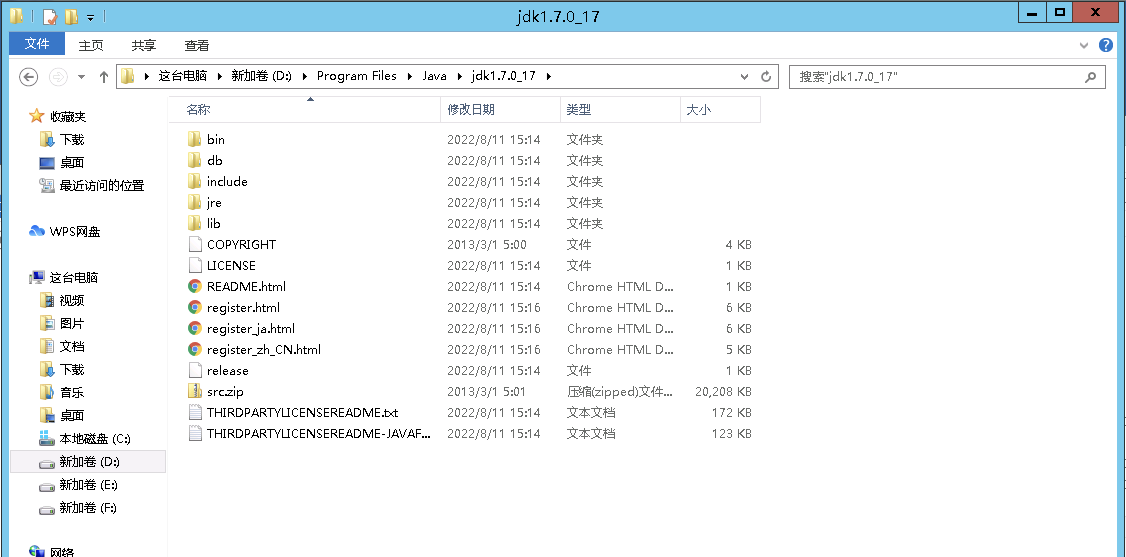 jdk1.7.0_17
文件 主页 共享 查看
这台电脑 新加卷 (D:) Program Files Java jdk1.7.0_17 搜索"jdk1.7.0_17"
收藏夹
下载
桌面
最近访问的位置
WPS网盘
这台电脑
视频
图片
文档
下载
音乐
桌面
本地磁盘 (C:)
新加卷 (D:)
新加卷 (E:)
新加卷 (F:)
网络
名称 修改日期 类型 大小
bin 2022/8/11 15:14 文件夹
db 2022/8/11 15:14 文件夹
include 2022/8/11 15:14 文件夹
jre 2022/8/11 15:14 文件夹
lib 2022/8/11 15:14 文件夹
COPYRIGHT 2013/3/1 5:00 文件 4 KB
LICENSE 2022/8/11 15:14 文件 1 KB
README.html 2022/8/11 15:14 Chrome HTML D... 1 KB
register.html 2022/8/11 15:16 Chrome HTML D... 6 KB
register_ja.html 2022/8/11 15:16 Chrome HTML D... 6 KB
register_zh_CN.html 2022/8/11 15:16 Chrome HTML D... 5 KB
release 2022/8/11 15:14 文件 1 KB
src.zip 2013/3/1 5:01 压缩(zipped)文件... 20,208 KB
THIRDPARTYLICENSEREADME.txt 2022/8/11 15:14 文本文档 172 KB
THIRDPARTYLICENSEREADME-JAVAF... 2022/8/11 15:14 文本文档 123 KB